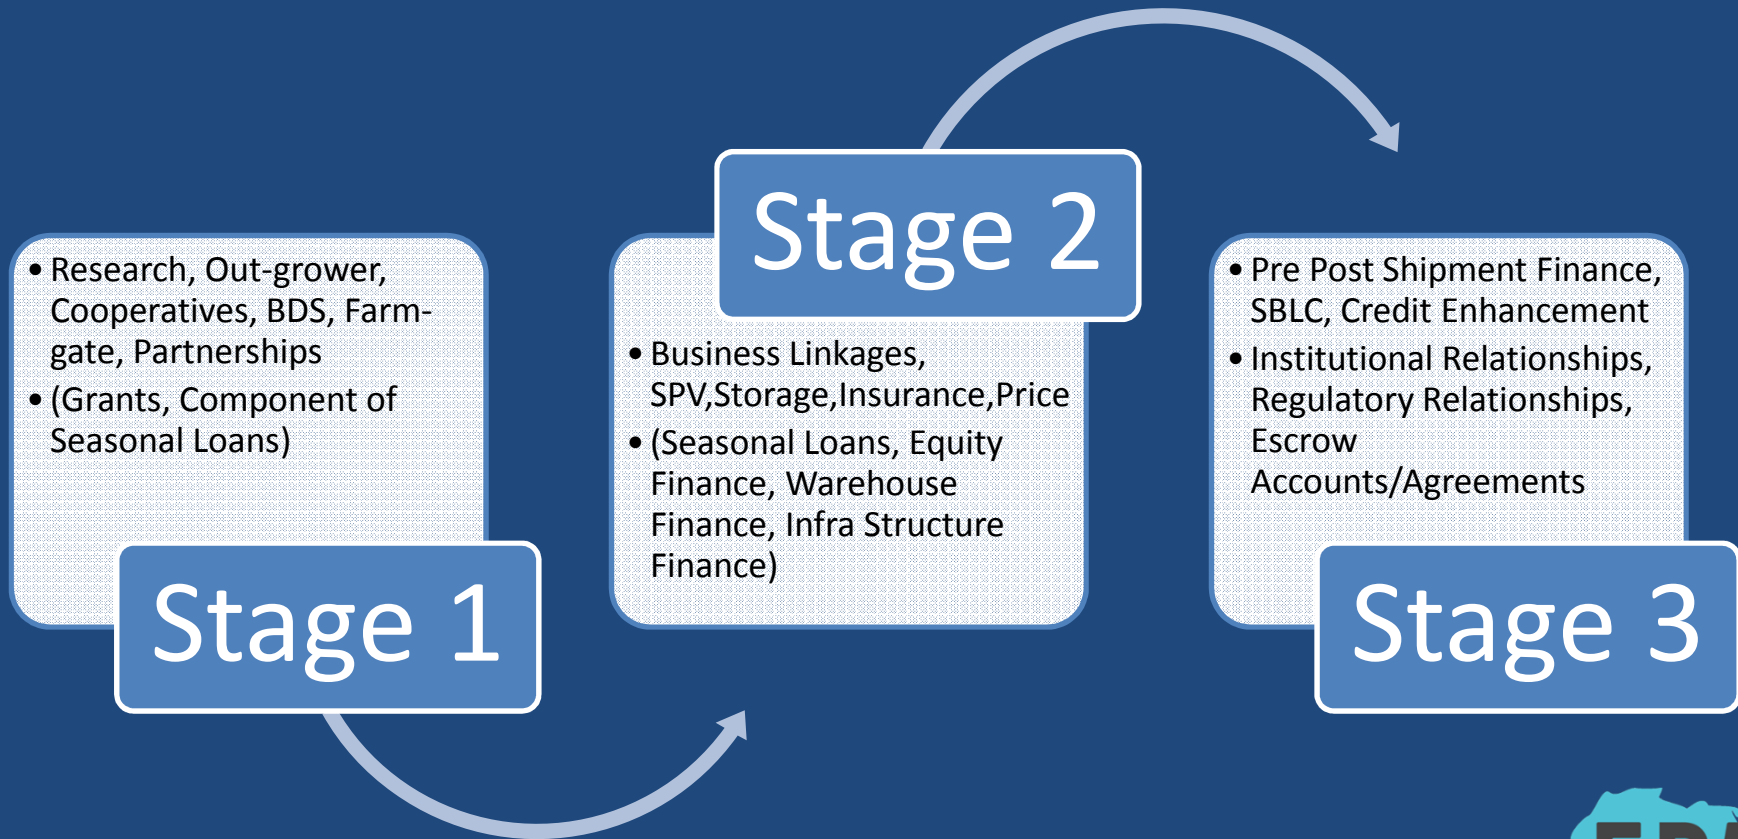 • Research, Out-grower,
Cooperatives, BDS, Farm-
gate, Partnerships
• (Grants, Component of
Seasonal Loans)
Stage 1
Stage 2
• Business Linkages,
SPV,Storage,Insurance,Price
• (Seasonal Loans, Equity
Finance, Warehouse
Finance, Infra Structure
Finance)
• Pre Post Shipment Finance,
SBLC, Credit Enhancement
• Institutional Relationships,
Regulatory Relationships,
Escrow
Accounts/Agreements
Stage 3